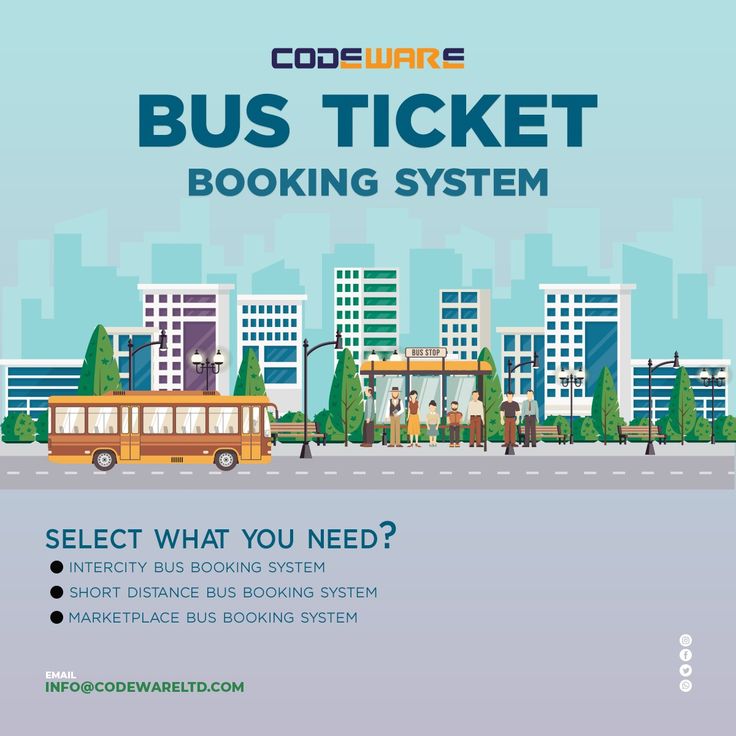 CODEWARE
BUS TICKET
BOOKING SYSTEM
BUS STOP
SELECT WHAT YOU NEED?
INTERCITY BUS BOOKING SYSTEM
SHORT DISTANCE BUS BOOKING SYSTEM
MARKETPLACE BUS BOOKING SYSTEM
EMAIL
INFO@CODEWARELTD.COM